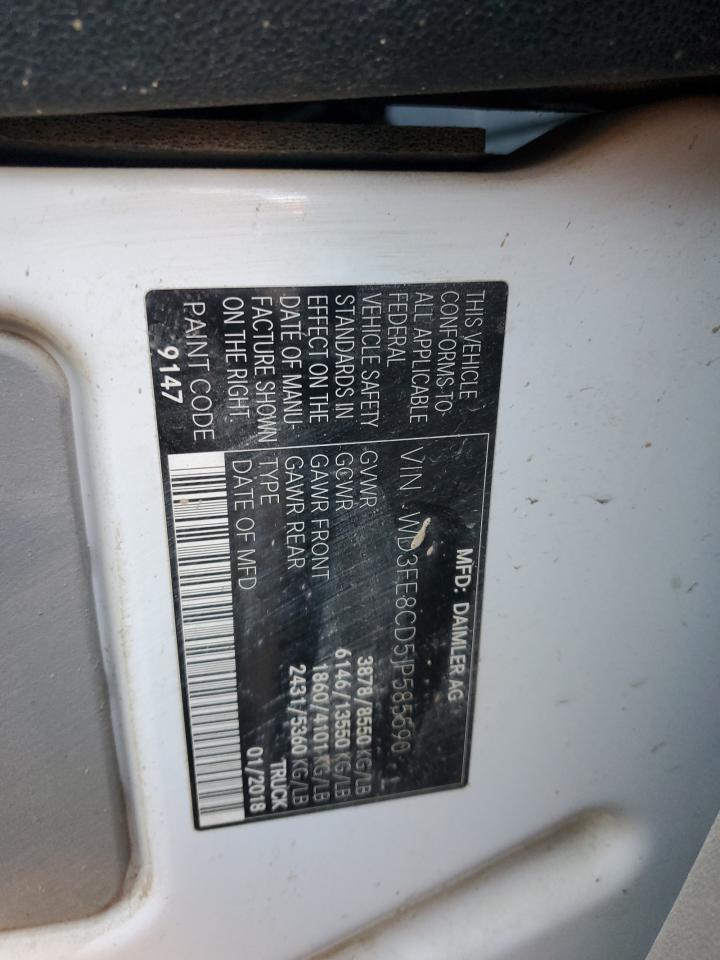 MFD: DAIMLER AG
VIN WD3FE8CD5JP585590
THIS VEHICLE
CONFORMS-TO
ALL APPLICABLE
FEDERAL
VEHICLE SAFETY
STANDARDS IN
EFFECT ON THE
DATE OF MANU-
FACTURE SHOWN
ON THE RIGHT.
PAINT CODE
9147
GVWR 3878/8550 KG/LB
GCWR 6146/13550 KG/LB
GAWR FRONT 1860/4101 KG/LB
GAWR REAR 2431/5360 KG/LB
TYPE TRUCK
DATE OF MFD 01/2018